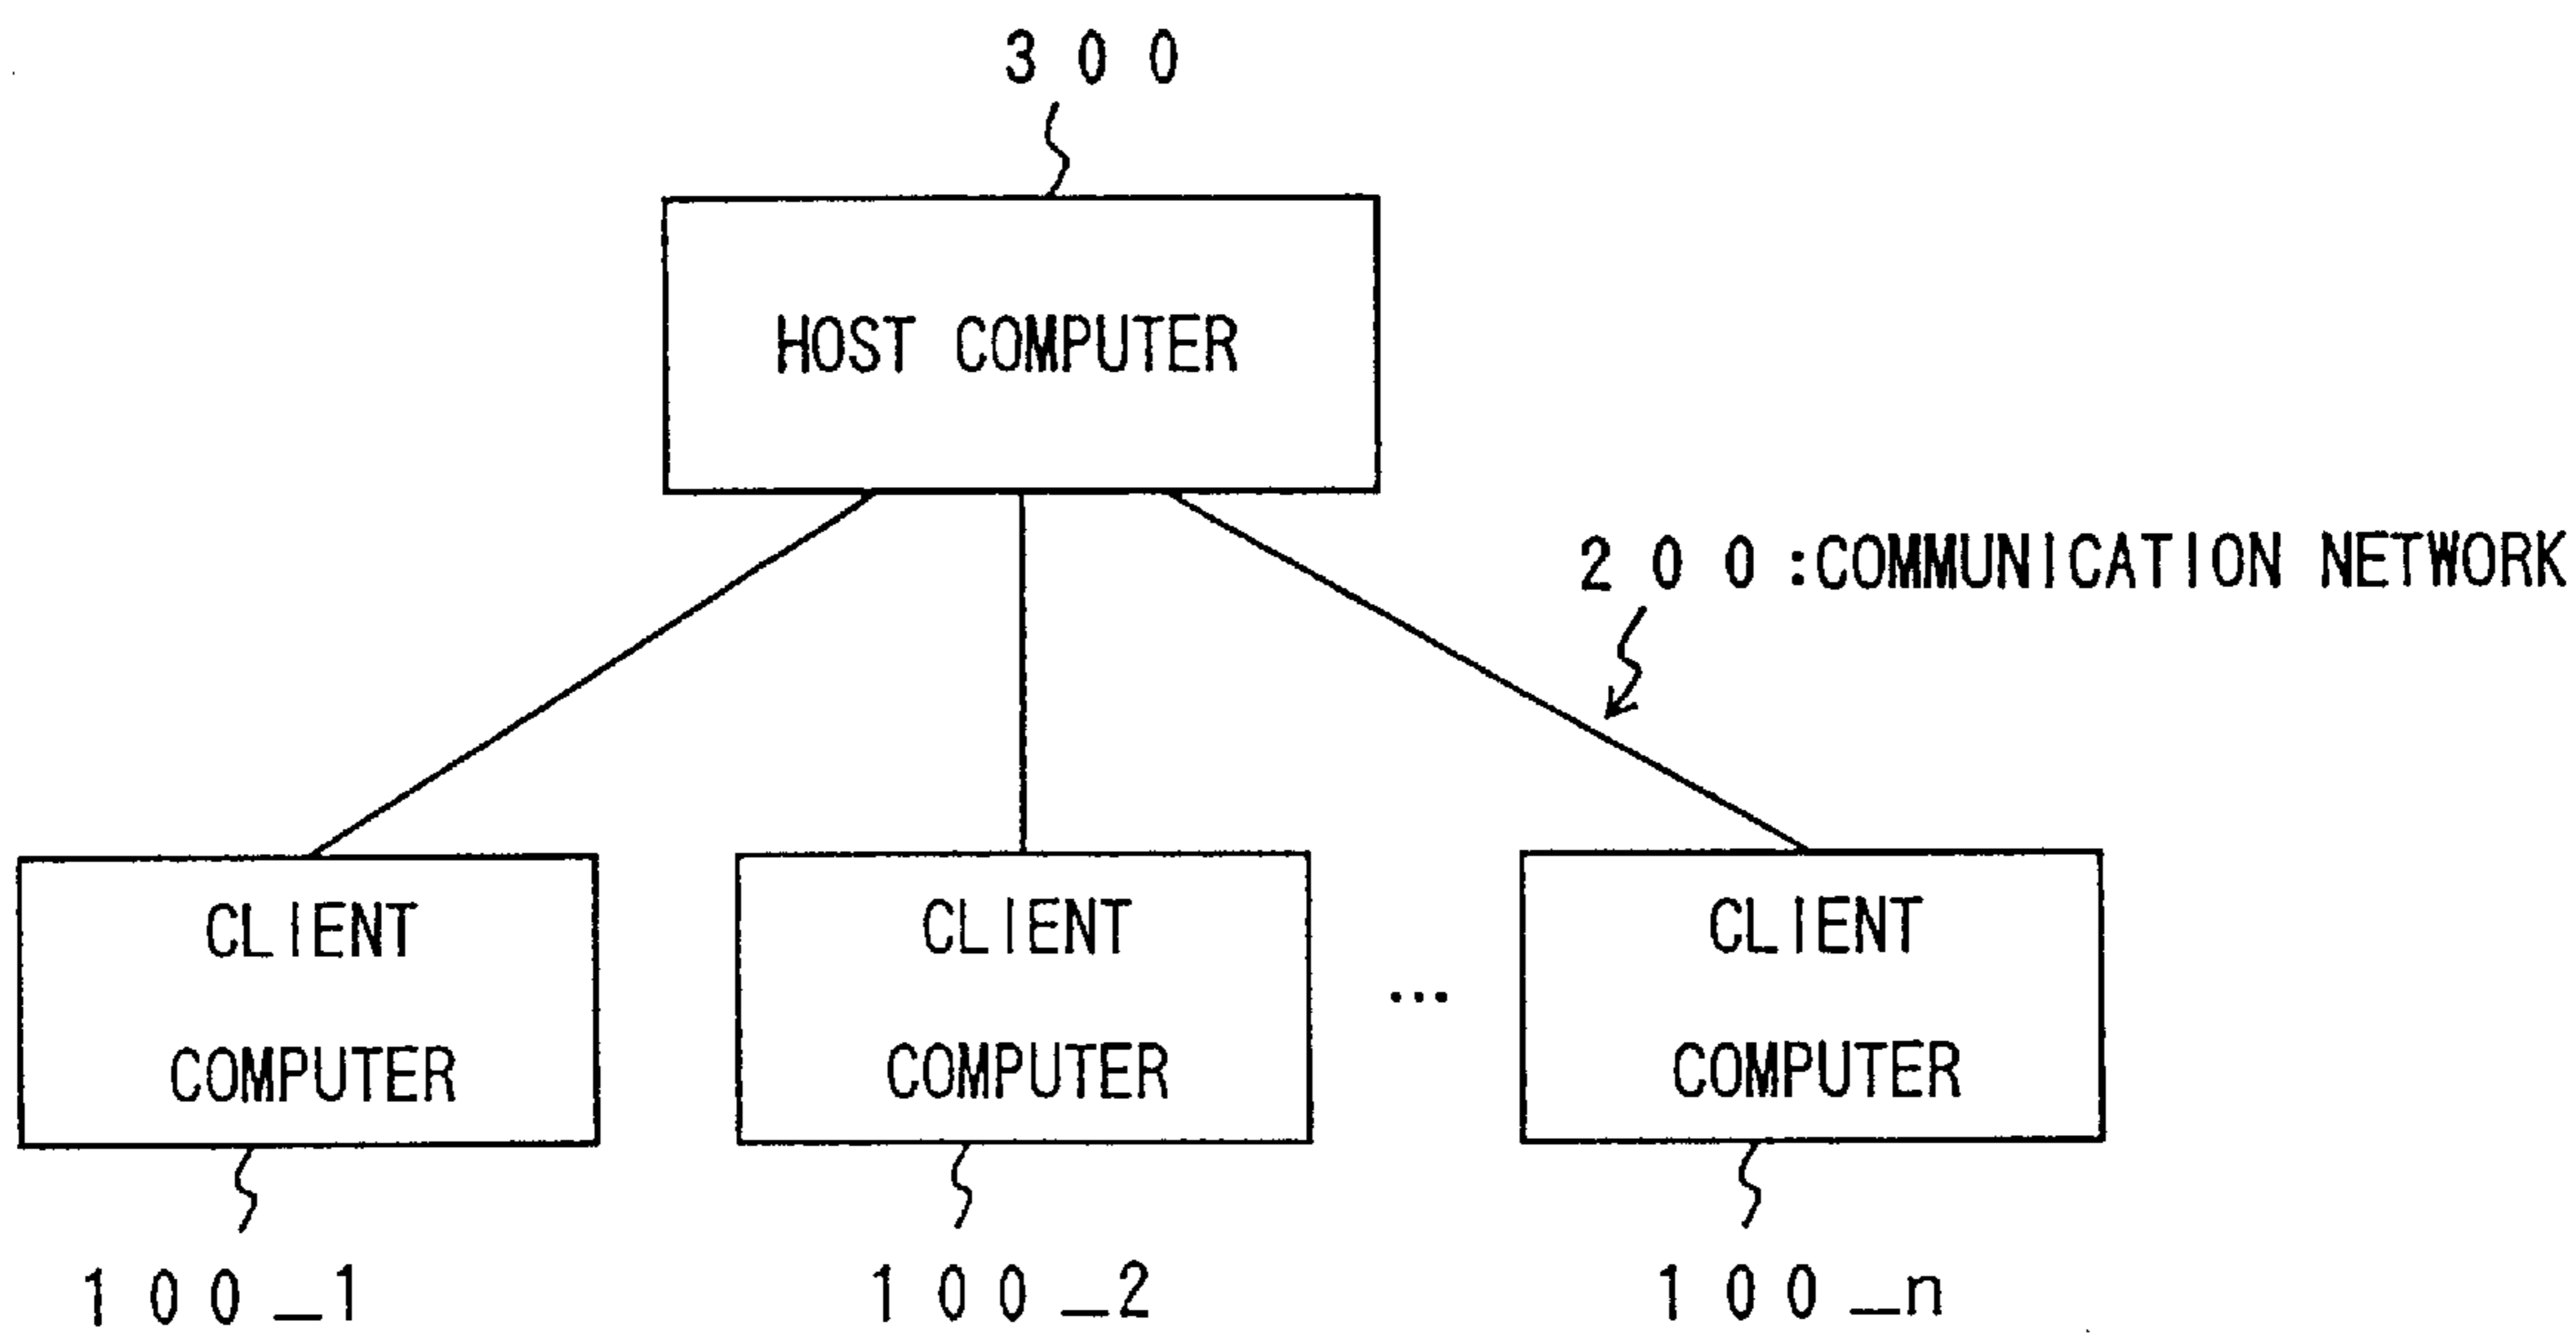 300
HOST COMPUTER
200:COMMUNICATION NETWORK
CLIENT
COMPUTER
CLIENT
COMPUTER
...
CLIENT
COMPUTER
100_1
100_2
100_n